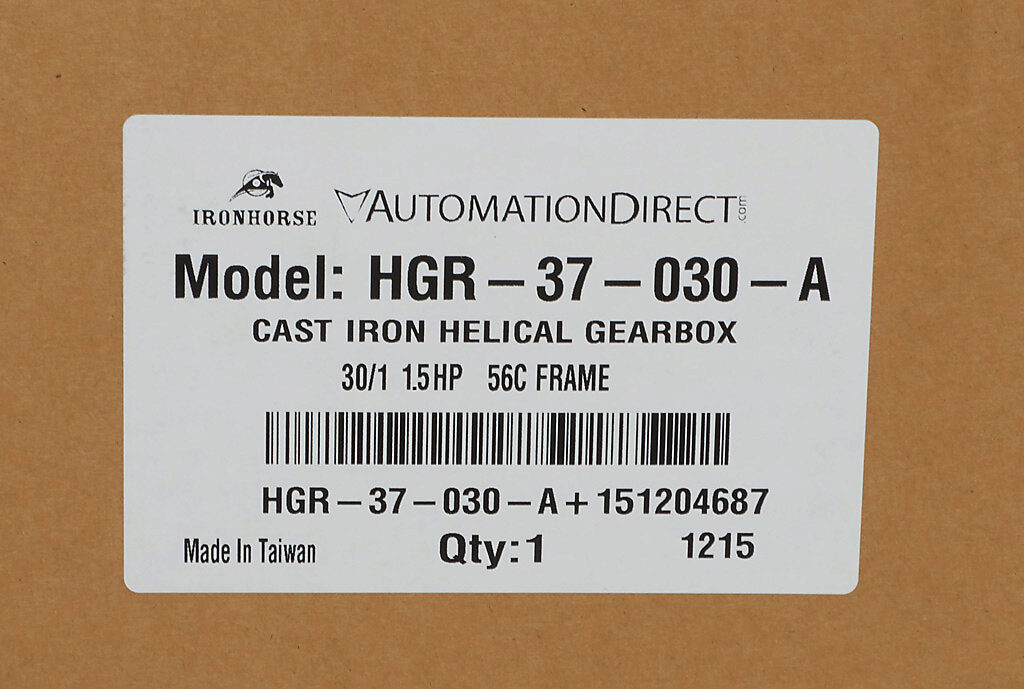 IRONHORSE AUTOMATIONDIRECT.com
Model: HGR-37-030-A
CAST IRON HELICAL GEARBOX
30/1 1.5HP 56C FRAME
HGR-37-030-A+151204687
Made In Taiwan Qty:1 1215